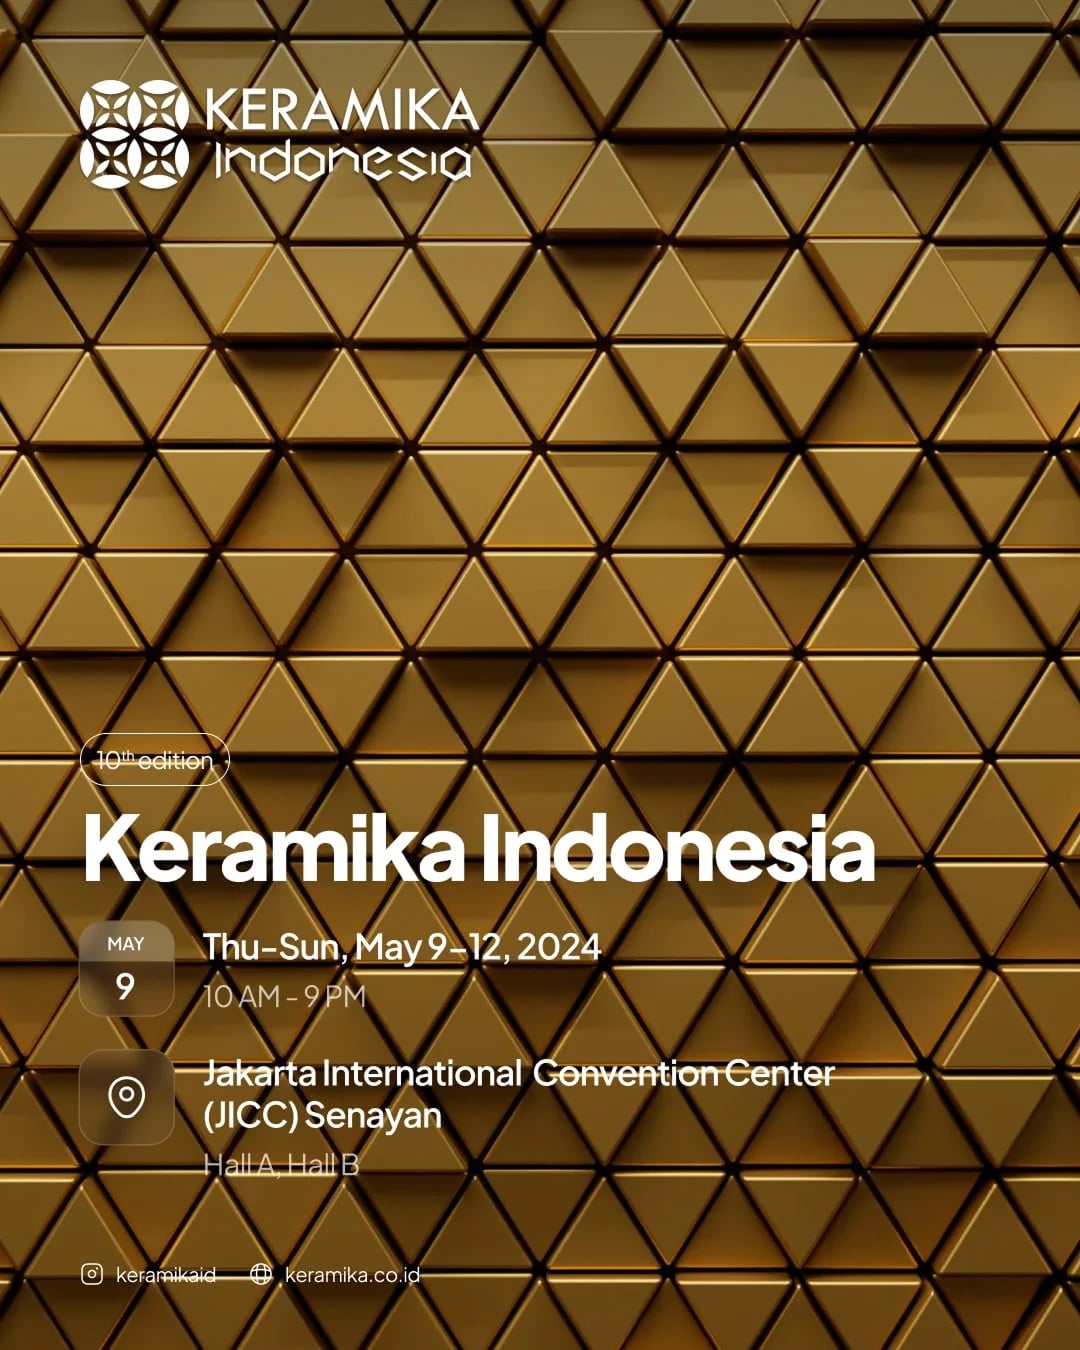 KERAMIKA
Indonesia
10th edition
Keramika Indonesia
MAY
9
Thu–Sun, May 9–12, 2024
10 AM - 9 PM
Jakarta International Convention Center
(JICC) Senayan
Hall A, Hall B
keramikaid keramika.co.id